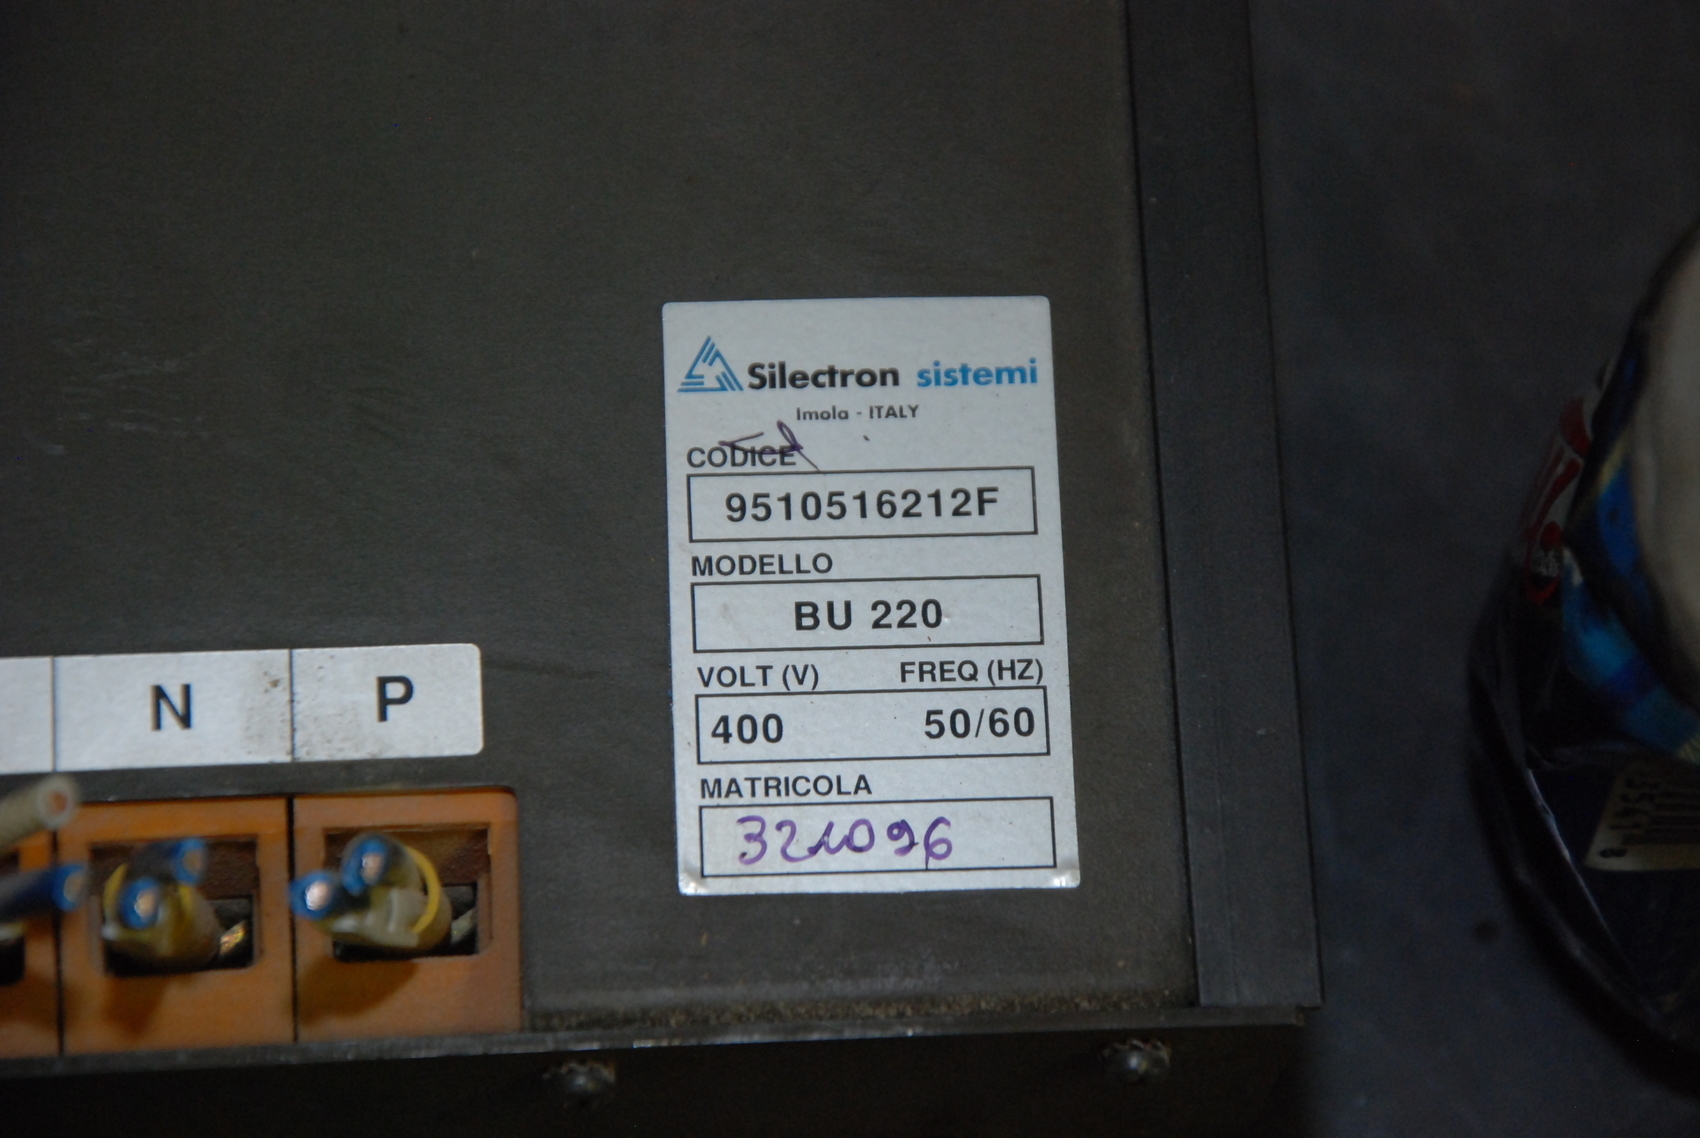 Silectron sistemi
Imola - ITALY
CODICE
9510516212F
MODELLO
BU 220
VOLT (V) FREQ (HZ)
400 50/60
MATRICOLA
321096
N P